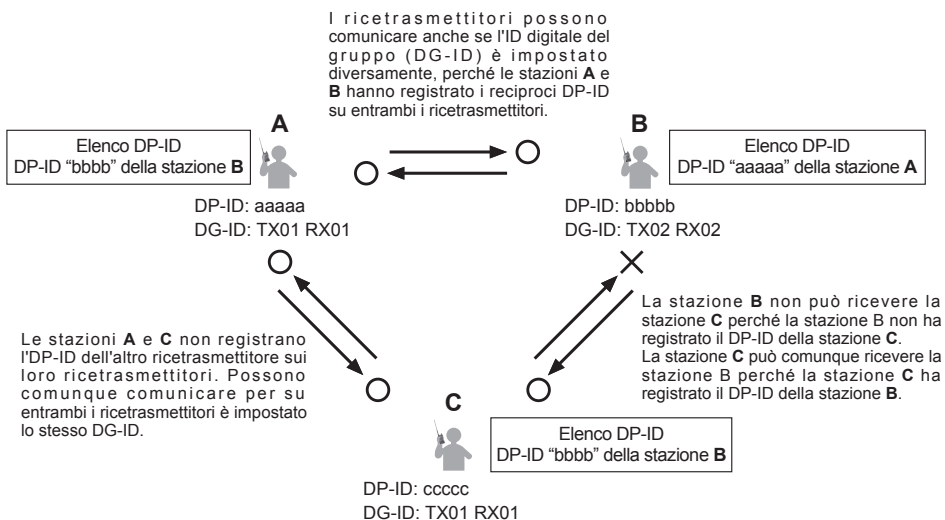 I ricetrasmettitori possono
comunicare anche se l'ID digitale del
gruppo (DG-ID) è impostato
diversamente, perché le stazioni A e
B hanno registrato i reciproci DP-ID
su entrambi i ricetrasmettitori.
A
Elenco DP-ID
DP-ID “bbbb” della stazione B
DP-ID: aaaaa
DG-ID: TX01 RX01
B
Elenco DP-ID
DP-ID “aaaaa” della stazione A
DP-ID: bbbbb
DG-ID: TX02 RX02
Le stazioni A e C non registrano
l'DP-ID dell'altro ricetrasmettitore sui
loro ricetrasmettitori. Possono
comunque comunicare per su
entrambi i ricetrasmettitori è impostato
lo stesso DG-ID.
La stazione B non può ricevere la
stazione C perché la stazione B non ha
registrato il DP-ID della stazione C.
La stazione C può comunque ricevere la
stazione B perché la stazione C ha
registrato il DP-ID della stazione B.
C
Elenco DP-ID
DP-ID “bbbb” della stazione B
DP-ID: ccccc
DG-ID: TX01 RX01